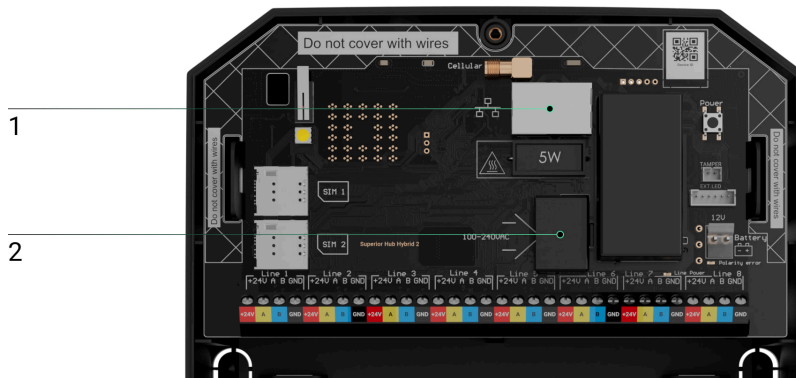 Do not cover with wires
Cellular
Device ID
1
Power
5W
Do not cover with wires
Do not cover with wires
TAMPER
EXT.LED
SIM 1
12V
2
SIM 2
Superior Hub Hybrid 2
100-240VAC
Battery
- +
Polarity error
Line 1 Line 2 Line 3 Line 4 Line 5 Line 6 Line 7 Line Power Line 8
+24V A B GND +24V A B GND +24V A B GND +24V A B GND +24V A B GND +24V A B GND +24V A B GND +24V A B GND
+24V A B GND +24V A B GND +24V A B GND +24V A B GND +24V A B GND +24V A B GND +24V A B GND +24V A B GND